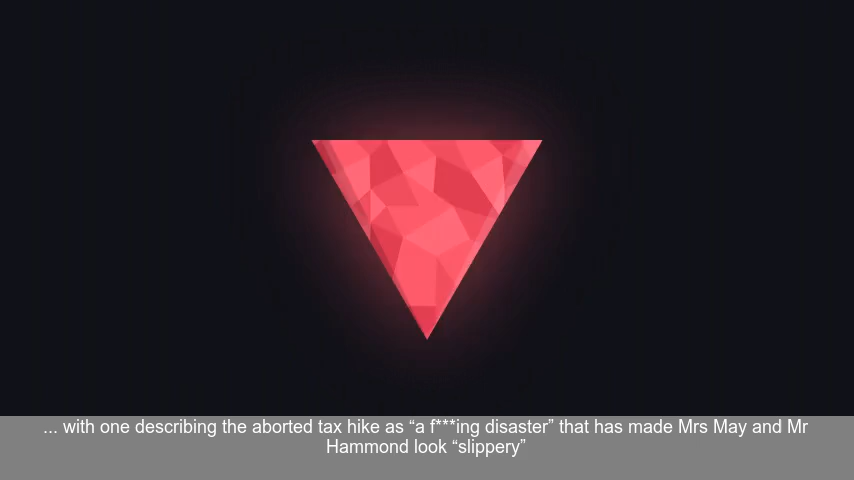 ... with one describing the aborted tax hike as “a f***ing disaster” that has made Mrs May and Mr
Hammond look “slippery”